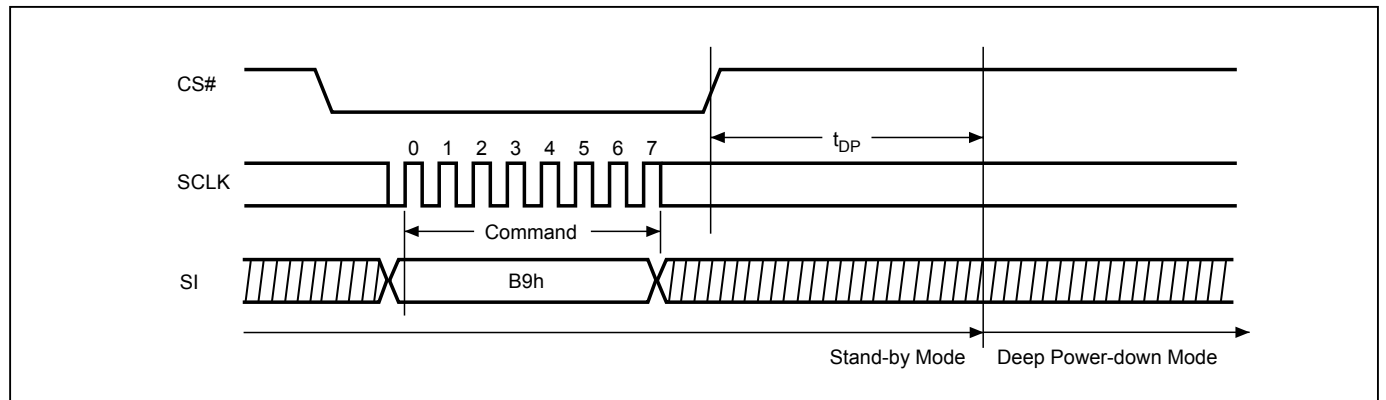 CS#
tDP
0 1 2 3 4 5 6 7
SCLK
Command
SI
B9h
Stand-by Mode Deep Power-down Mode